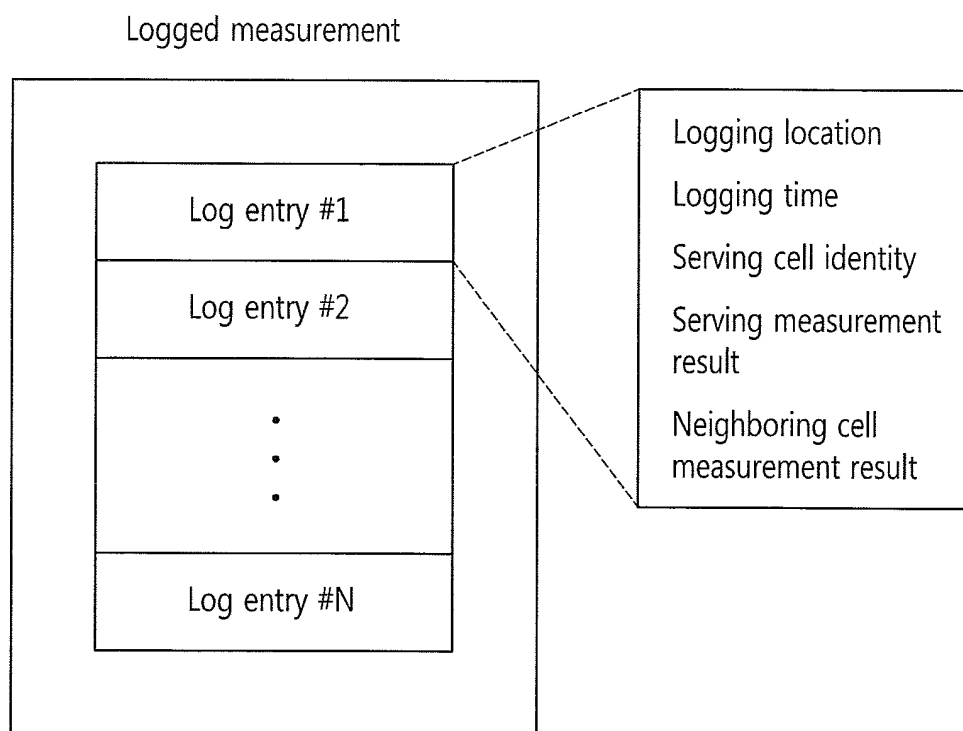 Logged measurement
Log entry #1
Log entry #2
Log entry #N
Logging location
Logging time
Serving cell identity
Serving measurement
result
Neighboring cell
measurement result